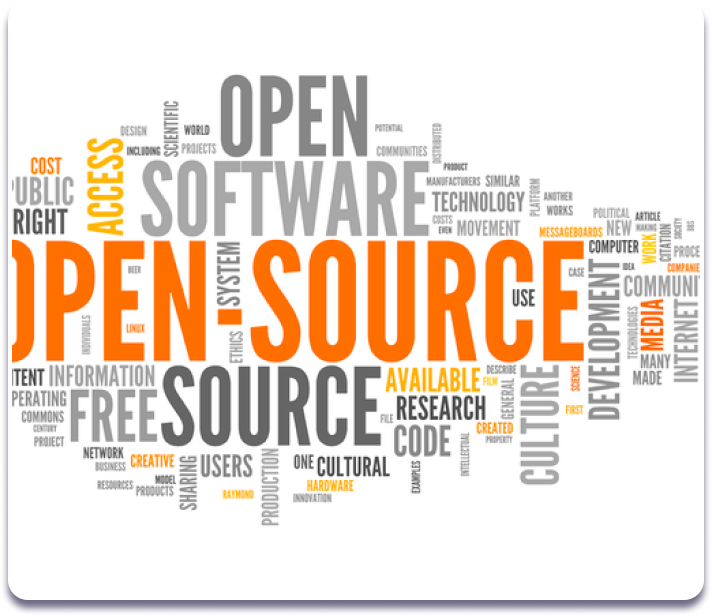 OPEN
DESIGN
SCIENTIFIC
WORLD
POTENTIAL
INCLUDING
PROJECTS
COMMUNITIES
DISTRIBUTED
COST
ACCESS
SOFTWARE
PRODUCT
PUBLIC
MANUFACTURERS SIMILAR
PLATFORM
TECHNOLOGY
ANOTHER
WORKS
RIGHT
COSTS
EVEN
MOVEMENT
POLITICAL
ARTICLE
NEW
MAKING
CITATION
SOCIETY
MESSAGEBOARDS
WORK
COMPUTER
PROCE
OPEN-SOURCE
SYSTEM
BEER
CASE
IDEA
COMPANIE
COMMUNI
USE
DEVELOPMENT
INDIVIDUALS
LINUX
ETHICS
TECHNOLOGIES
MEDIA
INTERNET
MANY
MADE
TENT
INFORMATION
SOURCE
AVAILABLE
DESCRIBE
FILM
SCIENCE
CULTURE
GENERAL
PERATING
FREE
RESEARCH
COMMONS
FILE
FIRST
CENTURY
PROJECT
CODE
CREATED
PROPERTY
INTELLECTUAL
NETWORK
BUSINESS
CREATIVE
SHARING
USERS
PRODUCTION
ONE
CULTURAL
EXAMPLES
MODEL
RESOURCES
PRODUCTS
RAYMOND
HARDWARE
INNOVATION